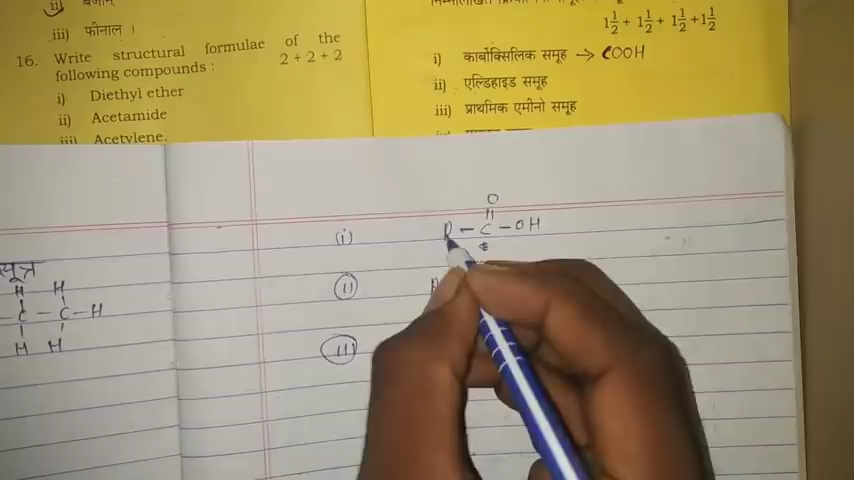 ii)
iii) फीनाल ।
16. Write structural formulae of the
following compounds : 2 + 2 + 2
i) Diethyl ether
ii) Acetamide
iii) Acetylene.
1½ + 1½ + 1½ + 1½
i) कार्बोक्सिलिक समूह → COOH
ii) एल्डिहाइड समूह
iii) प्राथमिक एमीनो समूह
O
||
(i) R – C – OH
(ii) H
(iii)
सूत्र
H H
C – C – H
H H